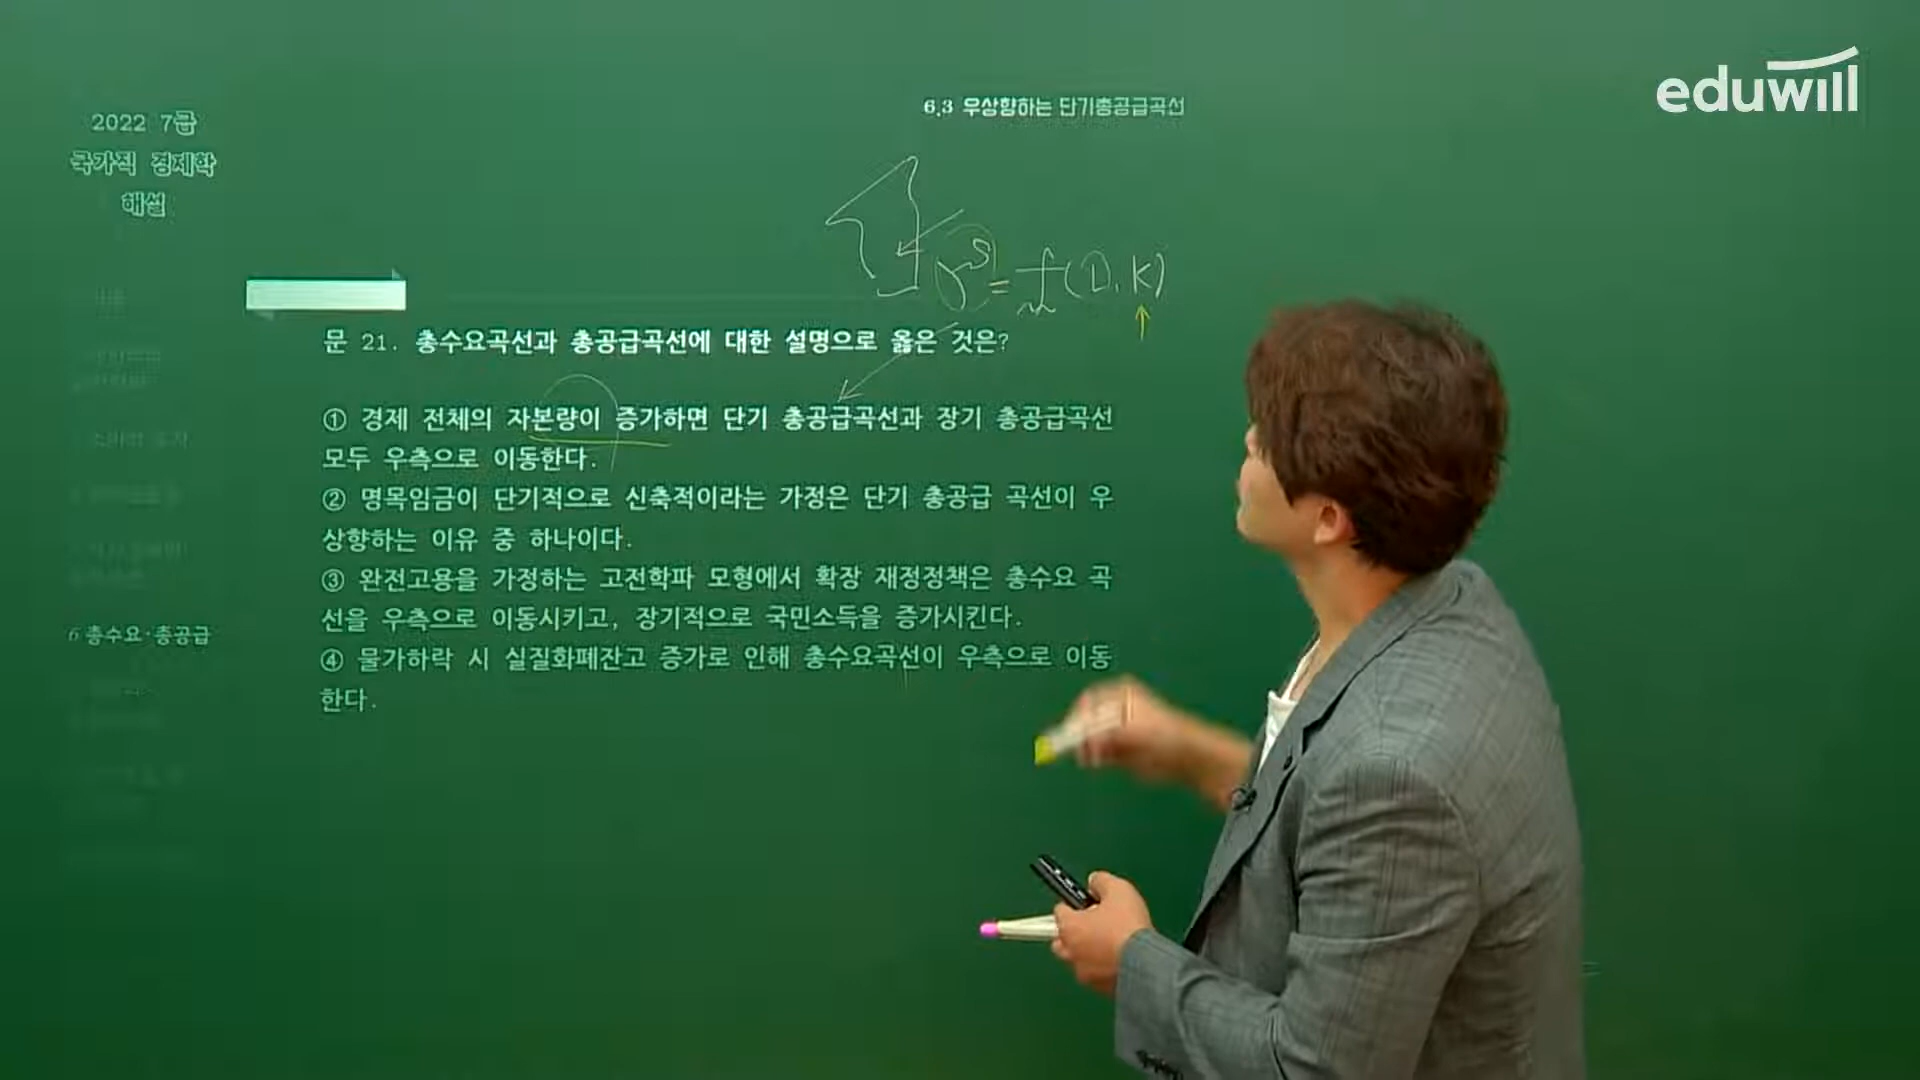 eduwill
6.3 우상향하는 단기총공급곡선
2022 7급
국가직 경제학
해설
Y^S = f(L, K)
문 21. 총수요곡선과 총공급곡선에 대한 설명으로 옳은 것은?
① 경제 전체의 자본량이 증가하면 단기 총공급곡선과 장기 총공급곡선
모두 우측으로 이동한다.
② 명목임금이 단기적으로 신축적이라는 가정은 단기 총공급 곡선이 우
상향하는 이유 중 하나이다.
③ 완전고용을 가정하는 고전학파 모형에서 확장 재정정책은 총수요 곡
선을 우측으로 이동시키고, 장기적으로 국민소득을 증가시킨다.
6 총수요·총공급
④ 물가하락 시 실질화폐잔고 증가로 인해 총수요곡선이 우측으로 이동
한다.